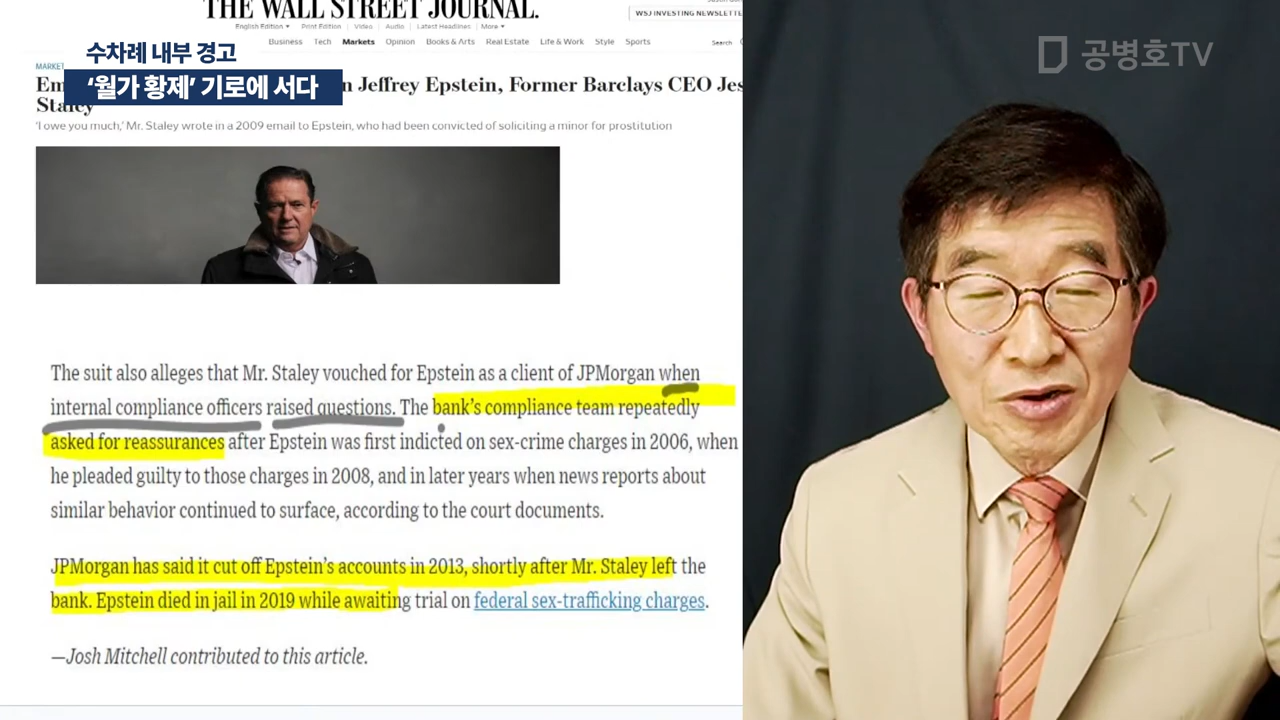 THE WALL STREET JOURNAL.
WSJ INVESTING NEWSLETTE
English Edition ▾ Print Edition Video Audio Latest Headlines More ▾
Business Tech Markets Opinion Books & Arts Real Estate Life & Work Style Sports Search
수차례 내부 경고
'월가 황제' 기로에 서다
MARKET
Jeffrey Epstein, Former Barclays CEO Jes
Staley
'I owe you much,' Mr. Staley wrote in a 2009 email to Epstein, who had been convicted of soliciting a minor for prostitution
The suit also alleges that Mr. Staley vouched for Epstein as a client of JPMorgan when
internal compliance officers raised questions. The bank's compliance team repeatedly
asked for reassurances after Epstein was first indicted on sex-crime charges in 2006, when
he pleaded guilty to those charges in 2008, and in later years when news reports about
similar behavior continued to surface, according to the court documents.
JPMorgan has said it cut off Epstein's accounts in 2013, shortly after Mr. Staley left the
bank. Epstein died in jail in 2019 while awaiting trial on federal sex-trafficking charges.
—Josh Mitchell contributed to this article.
공병호TV